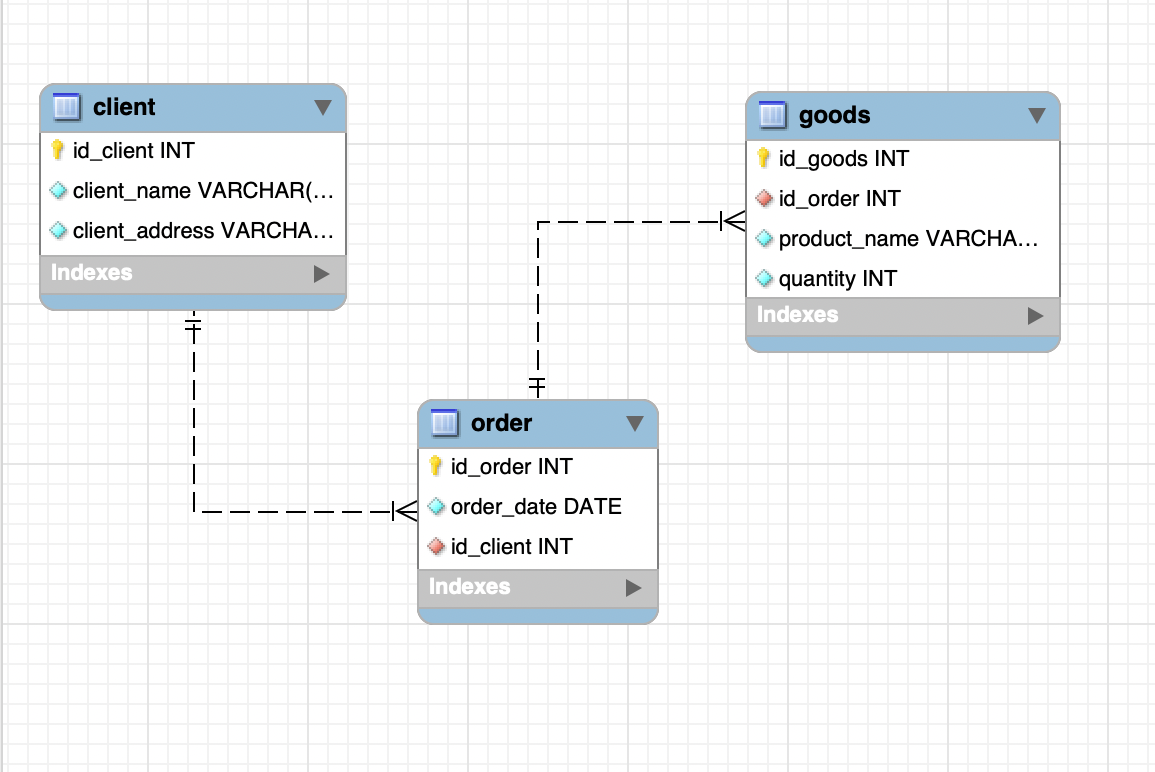 client
id_client INT
client_name VARCHAR(...
client_address VARCHA...
Indexes
goods
id_goods INT
id_order INT
product_name VARCHA...
quantity INT
Indexes
order
id_order INT
order_date DATE
id_client INT
Indexes